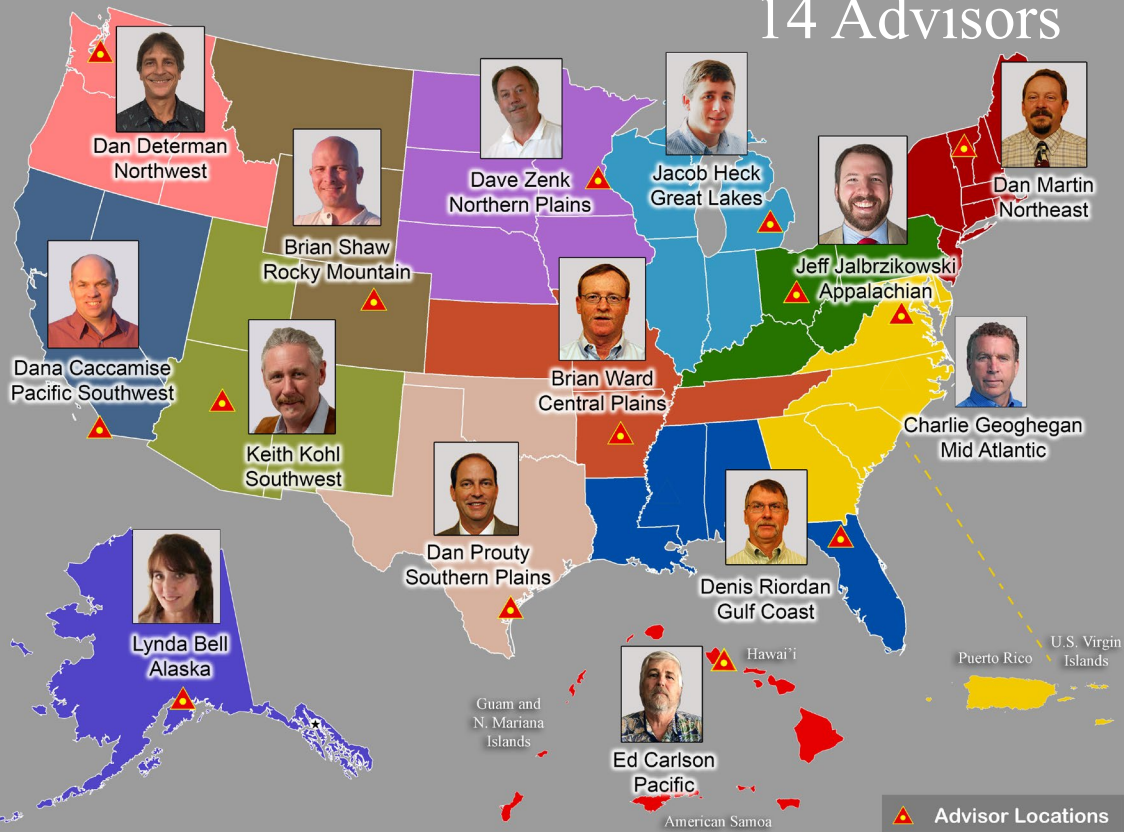 14 Advisors
Dan Determan
Northwest
Brian Shaw
Rocky Mountain
Dave Zenk
Northern Plains
Jacob Heck
Great Lakes
Dan Martin
Northeast
Jeff Jalbrzikowski
Appalachian
Dana Caccamise
Pacific Southwest
Keith Kohl
Southwest
Brian Ward
Central Plains
Charlie Geoghegan
Mid Atlantic
Dan Prouty
Southern Plains
Denis Riordan
Gulf Coast
Lynda Bell
Alaska
Guam and
N. Mariana
Islands
Hawai'i
Ed Carlson
Pacific
American Samoa
Puerto Rico
U.S. Virgin
Islands
Advisor Locations